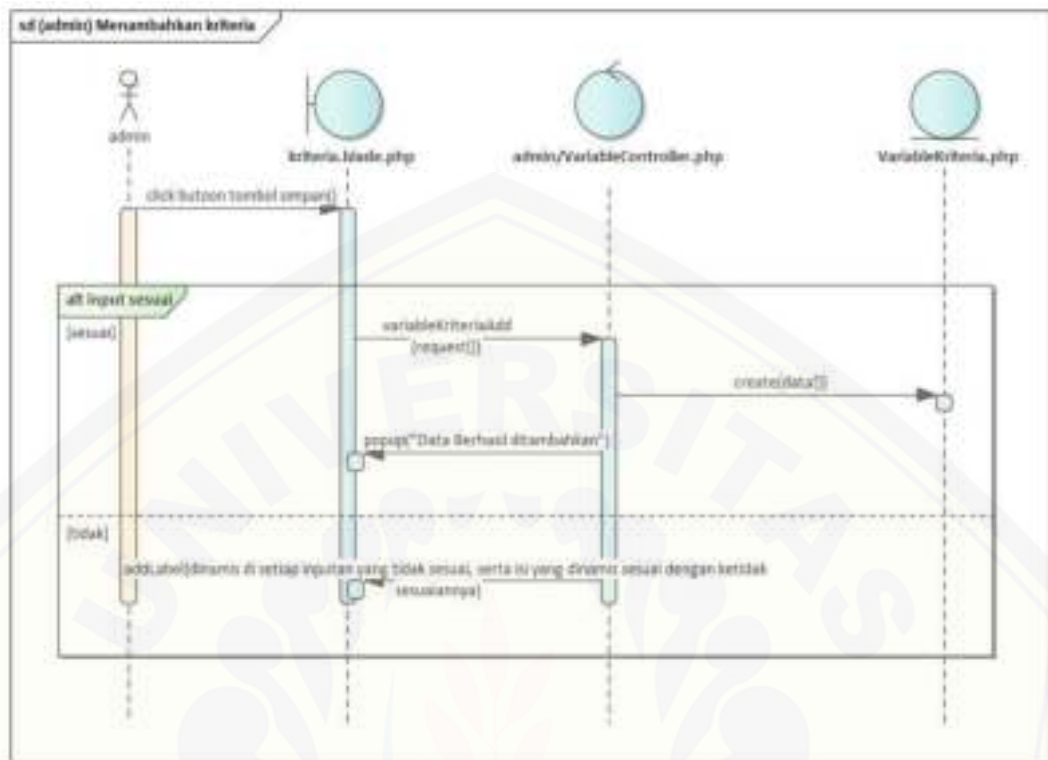 sd (admin) Menambahkan kriteria
admin
kriteria.blade.php
admin/VariableController.php
VariableKriteria.php
click button tombol simpan()
alt input sesuai
[sesuai]
variableKriteriaAdd
(request[])
create(data[])
popup("Data Berhasil ditambahkan")
[tidak]
addLabel(dinamis di setiap inputan yang tidak sesuai, serta isi yang dinamis sesuai dengan ketidak
sesuaiannya)
UNIVERSITAS